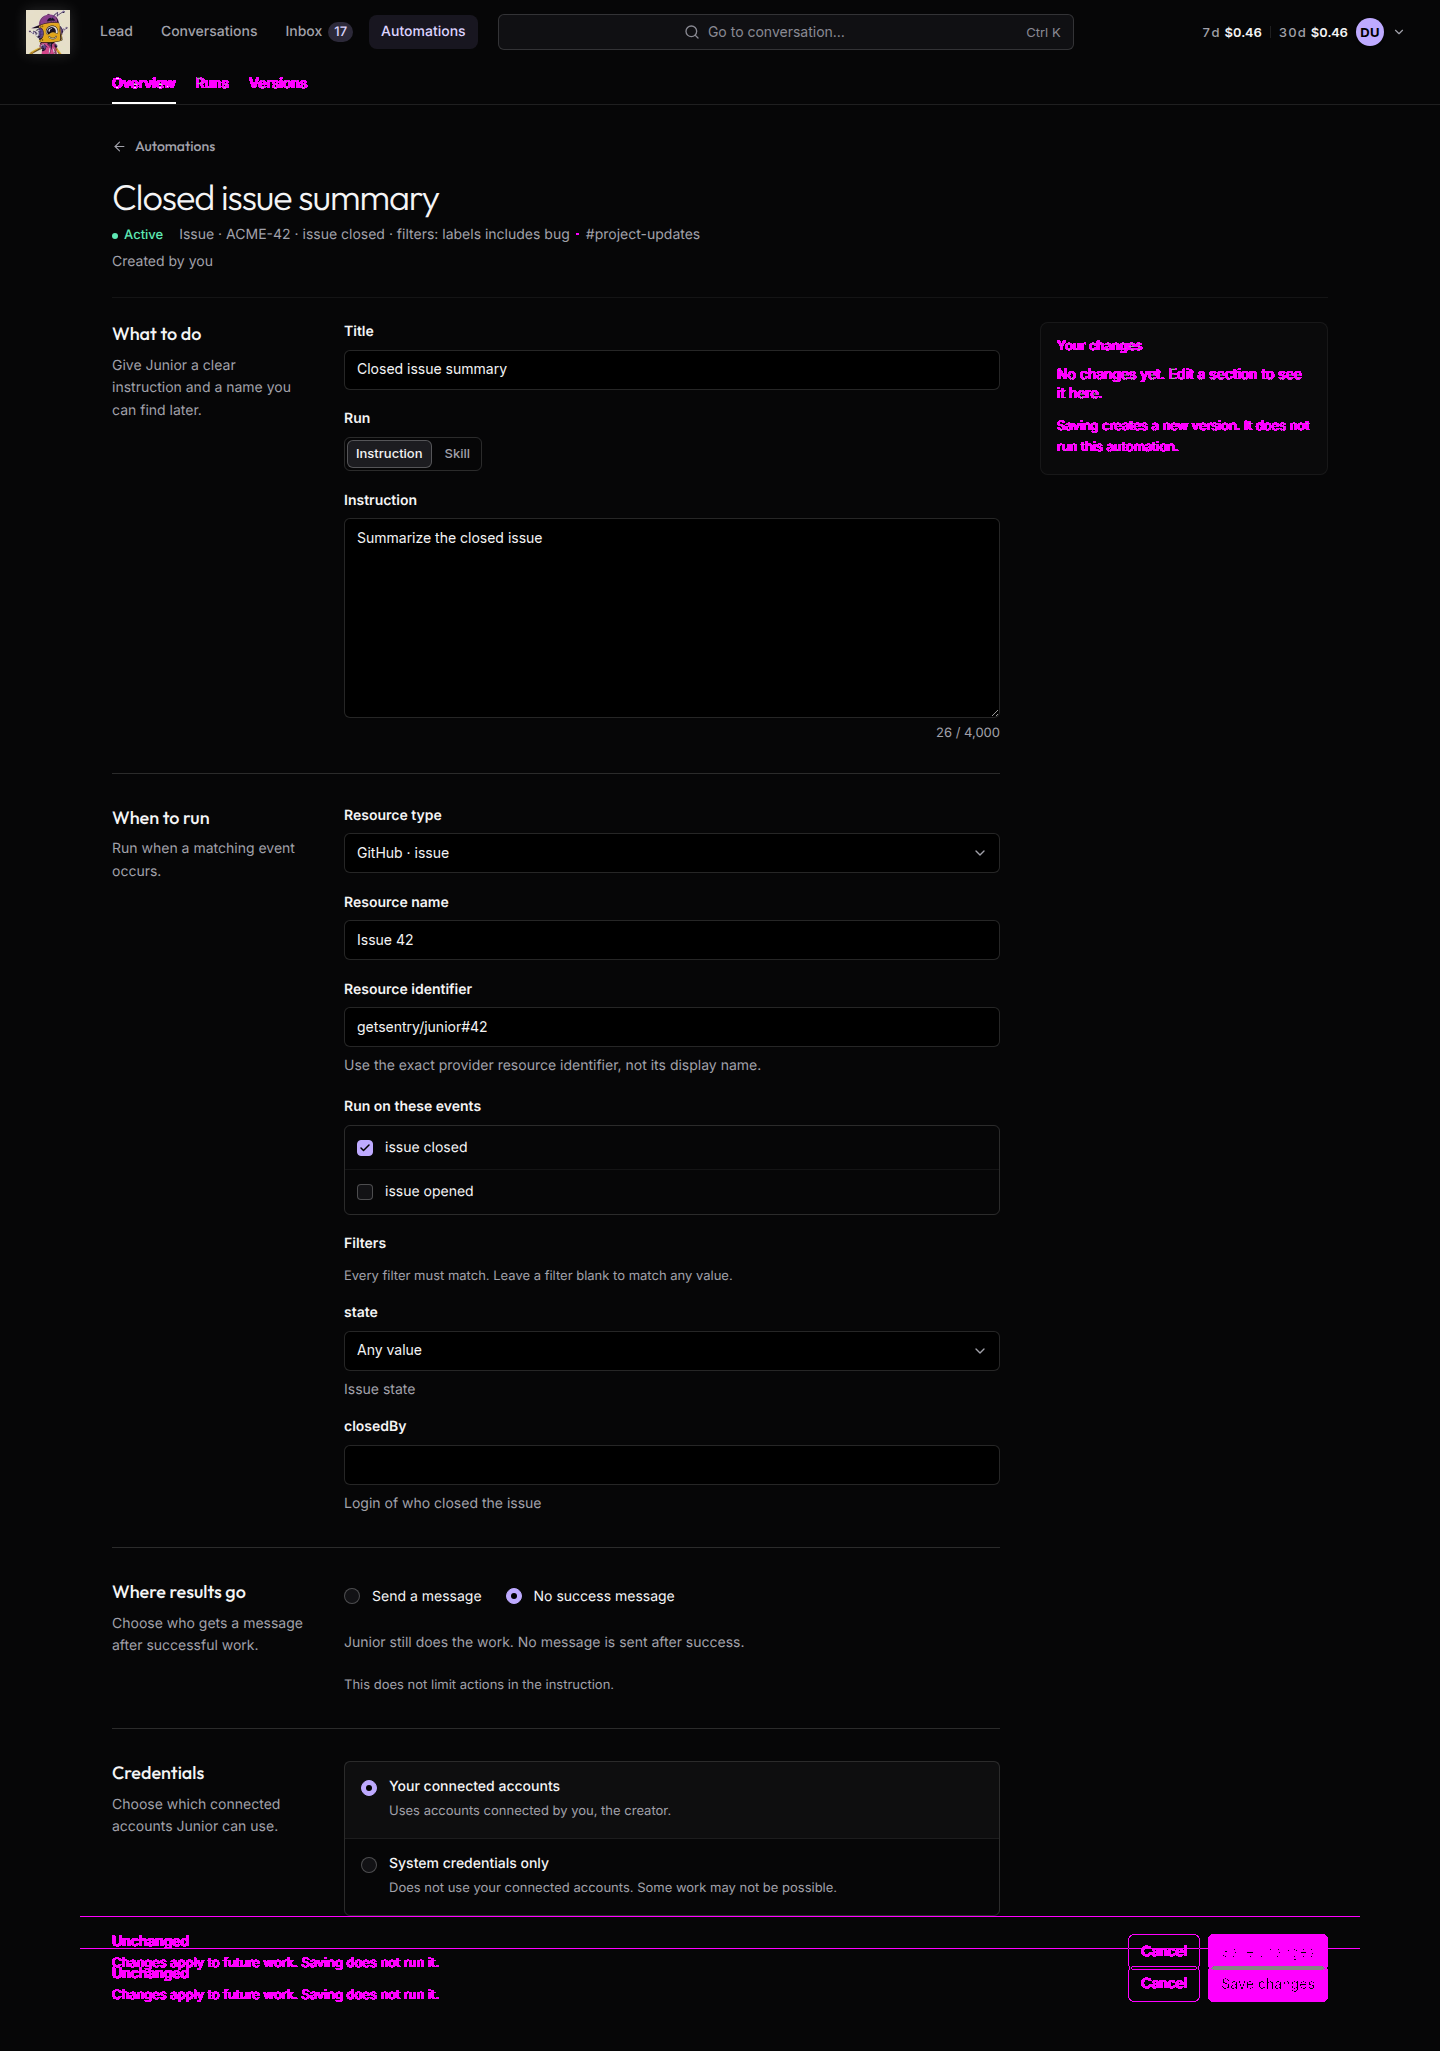 Lead
Conversations
Inbox 17
Automations
Go to conversation...
Ctrl K
7d $0.46
30d $0.46
DU
Overview
Runs
Versions
Automations
Closed issue summary
Active
Issue · ACME-42 · issue closed · filters: labels includes bug · #project-updates
Created by you
What to do
Give Junior a clear
instruction and a name you
can find later.
Title
Closed issue summary
Run
Instruction
Skill
Instruction
Summarize the closed issue
26 / 4,000
Your changes
No changes yet. Edit a section to see
it here.
Saving creates a new version. It does not
run this automation.
When to run
Run when a matching event
occurs.
Resource type
GitHub · issue
Resource name
Issue 42
Resource identifier
getsentry/junior#42
Use the exact provider resource identifier, not its display name.
Run on these events
issue closed
issue opened
Filters
Every filter must match. Leave a filter blank to match any value.
state
Any value
Issue state
closedBy
Login of who closed the issue
Where results go
Choose who gets a message
after successful work.
Send a message
No success message
Junior still does the work. No message is sent after success.
This does not limit actions in the instruction.
Credentials
Choose which connected
accounts Junior can use.
Your connected accounts
Uses accounts connected by you, the creator.
System credentials only
Does not use your connected accounts. Some work may not be possible.
Unchanged
Changes apply to future work. Saving does not run it.
Cancel
Unchanged
Changes apply to future work. Saving does not run it.
Cancel
Save changes